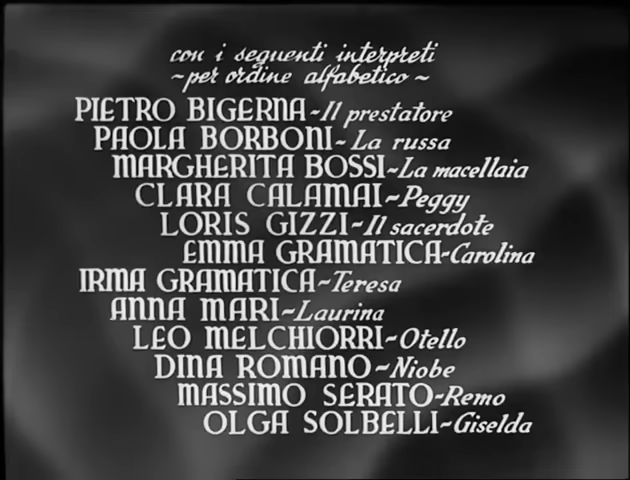 con i seguenti interpreti
~per ordine alfabetico~
PIETRO BIGERNA~Il prestatore
PAOLA BORBONI~La russa
MARGHERITA BOSSI~La macellaia
CLARA CALAMAI~Peggy
LORIS GIZZI~Il sacerdote
EMMA GRAMATICA~Carolina
IRMA GRAMATICA~Teresa
ANNA MARI~Laurina
LEO MELCHIORRI~Otello
DINA ROMANO~Niobe
MASSIMO SERATO~Remo
OLGA SOLBELLI~Giselda